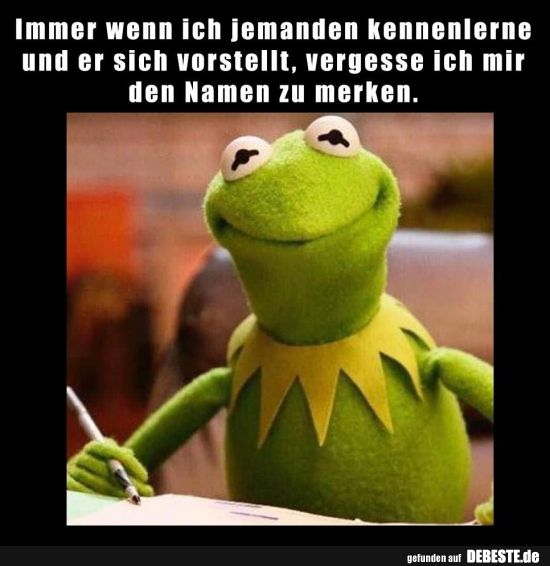 Immer wenn ich jemanden kennenlerne
und er sich vorstellt, vergesse ich mir
den Namen zu merken.
gefunden auf DEBESTE.de